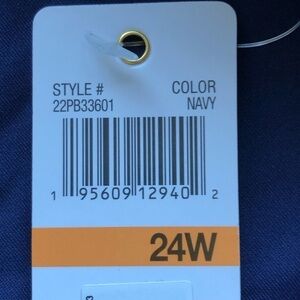 STYLE # COLOR
22PB33601 NAVY
1 95609 12940 2
24W